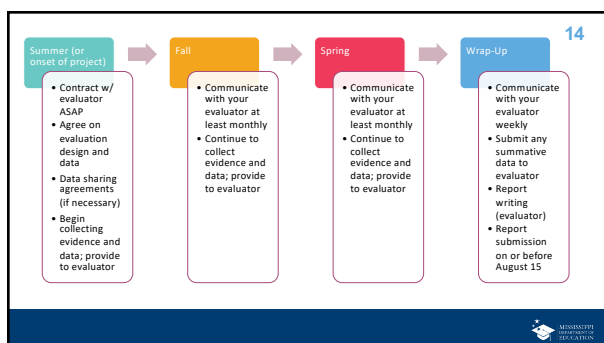 14
Summer (or
onset of project)
• Contract w/
evaluator
ASAP
• Agree on
evaluation
design and
data
• Data sharing
agreements
(if necessary)
• Begin
collecting
evidence and
data; provide
to evaluator
Fall
• Communicate
with your
evaluator at
least monthly
• Continue to
collect
evidence and
data; provide
to evaluator
Spring
• Communicate
with your
evaluator at
least monthly
• Continue to
collect
evidence and
data; provide
to evaluator
Wrap-Up
• Communicate
with your
evaluator
weekly
• Submit any
summative
data to
evaluator
• Report
writing
(evaluator)
• Report
submission
on or before
August 15
MISSISSIPPI
DEPARTMENT OF
EDUCATION